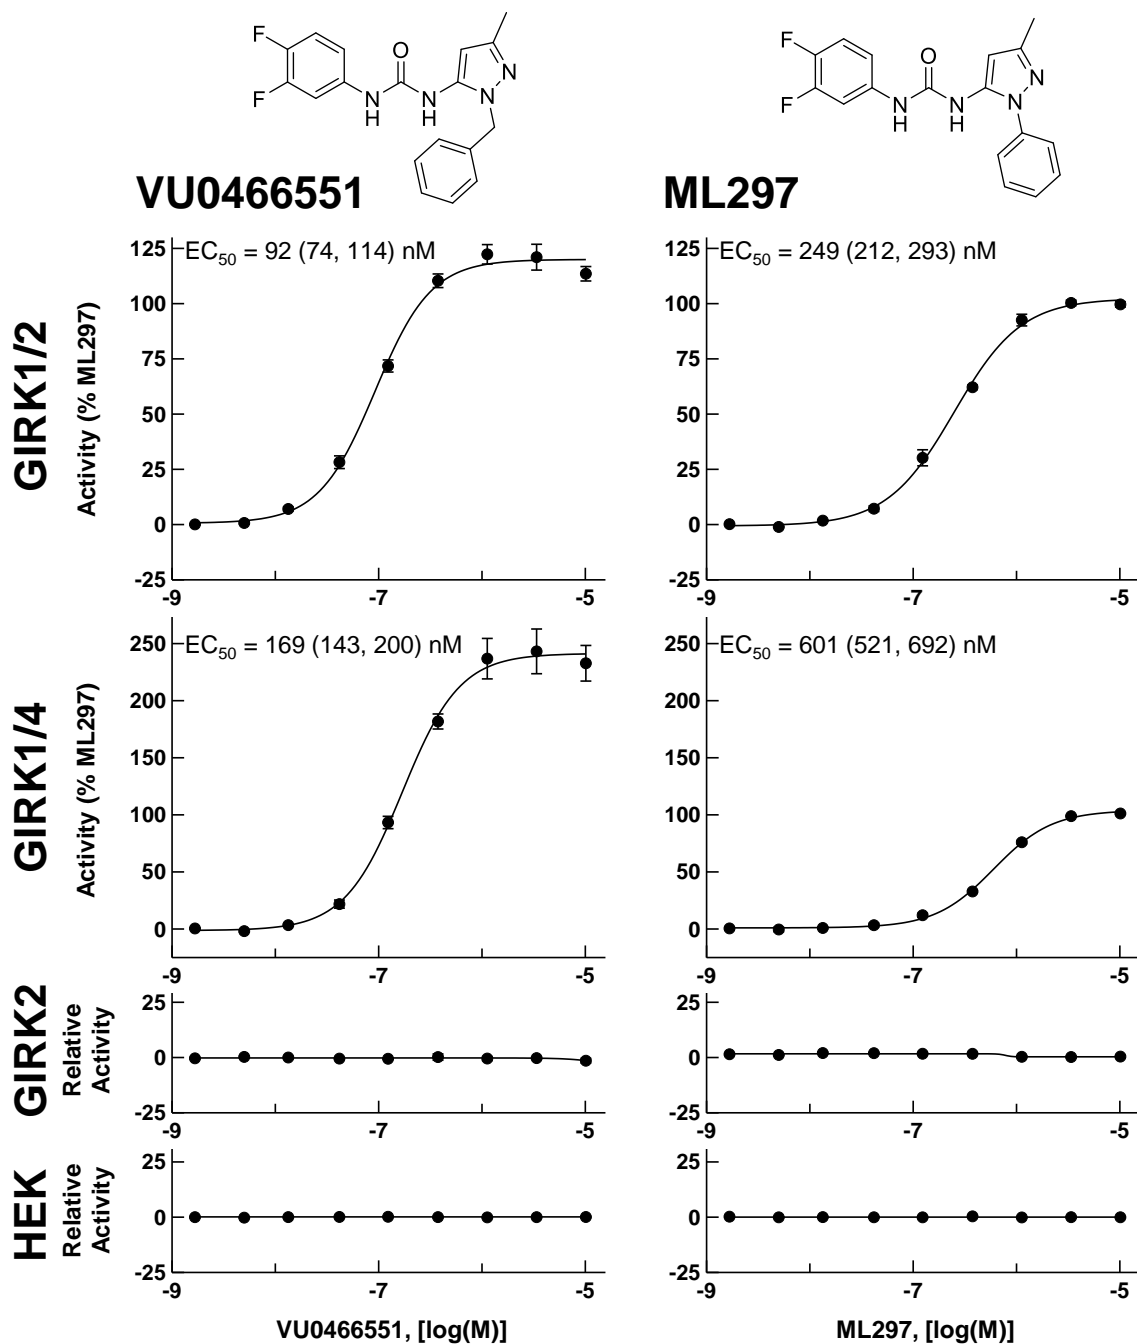 F
F
O
N
H
N
H
N
N
F
F
O
N
H
N
H
N
N
VU0466551
ML297
GIRK1/2
Activity (% ML297)
EC50 = 92 (74, 114) nM
125
100
75
50
25
0
-25
-9
-7
-5
EC50 = 249 (212, 293) nM
125
100
75
50
25
0
-25
-9
-7
-5
GIRK1/4
Activity (% ML297)
EC50 = 169 (143, 200) nM
250
200
150
100
50
0
-9
-7
-5
EC50 = 601 (521, 692) nM
250
200
150
100
50
0
-9
-7
-5
GIRK2
Relative
Activity
25
0
-25
-9
-7
-5
25
0
-25
-9
-7
-5
HEK
Relative
Activity
25
0
-25
-9
-7
-5
25
0
-25
-9
-7
-5
VU0466551, [log(M)]
ML297, [log(M)]